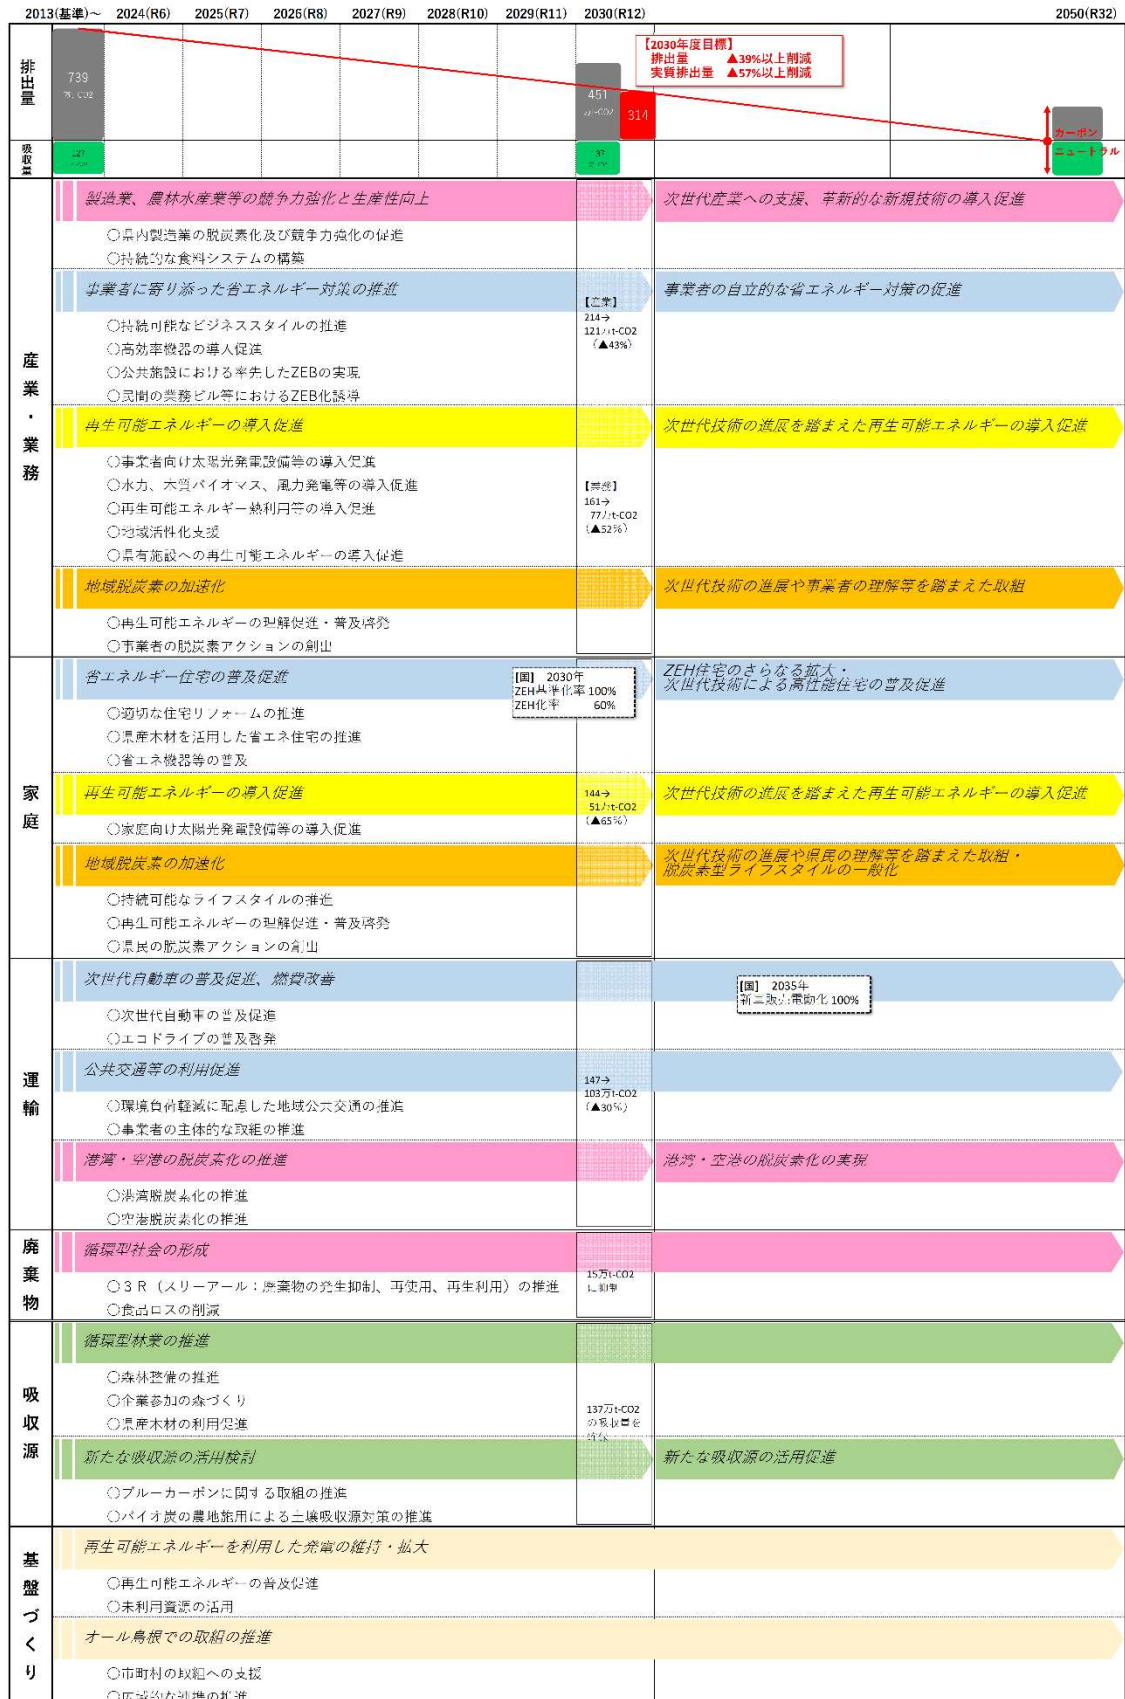 2013(基準)～ 2024(R6) 2025(R7) 2026(R8) 2027(R9) 2028(R10) 2029(R11) 2030(R12) 2050(R32)
【2030年度目標】
排出量 ▲39%以上削減
実質排出量 ▲57%以上削減
排出量
739
451
314
カーボン
ニュートラル
吸収量
127
137
産業・業務
製造業、農林水産業等の競争力強化と生産性向上
次世代産業への支援、革新的な新規技術の導入促進
○県内製造業の脱炭素化及び競争力強化の促進
○持続的な食料システムの構築
事業者に寄り添った省エネルギー対策の推進
事業者の自立的な省エネルギー対策の促進
【産業】
214→
121万t-CO2
（▲43%）
○持続可能なビジネススタイルの推進
○高効率機器の導入促進
○公共施設における率先したZEBの実現
○民間の業務ビル等におけるZEB化誘導
再生可能エネルギーの導入促進
次世代技術の進展を踏まえた再生可能エネルギーの導入促進
○事業者向け太陽光発電設備等の導入促進
○水力、木質バイオマス、風力発電等の導入促進
○再生可能エネルギー熱利用等の導入促進
○地域活性化支援
○県有施設への再生可能エネルギーの導入促進
【業務】
161→
77万t-CO2
（▲52%）
地域脱炭素の加速化
次世代技術の進展や事業者の理解等を踏まえた取組
○再生可能エネルギーの理解促進・普及啓発
○事業者の脱炭素アクションの創出
家庭
省エネルギー住宅の普及促進
[国] 2030年
ZEH基準化率 100%
ZEH化率 60%
ZEH住宅のさらなる拡大・
次世代技術による高性能住宅の普及促進
○適切な住宅リフォームの推進
○県産木材を活用した省エネ住宅の推進
○省エネ機器等の普及
再生可能エネルギーの導入促進
144→
51万t-CO2
（▲65%）
次世代技術の進展を踏まえた再生可能エネルギーの導入促進
○家庭向け太陽光発電設備等の導入促進
地域脱炭素の加速化
次世代技術の進展や県民の理解等を踏まえた取組・
脱炭素型ライフスタイルの一般化
○持続可能なライフスタイルの推進
○再生可能エネルギーの理解促進・普及啓発
○県民の脱炭素アクションの創出
運輸
次世代自動車の普及促進、燃費改善
[国] 2035年
新車販売電動化 100%
○次世代自動車の普及促進
○エコドライブの普及啓発
公共交通等の利用促進
147→
103万t-CO2
（▲30%）
○環境負荷軽減に配慮した地域公共交通の推進
○事業者の主体的な取組の推進
港湾・空港の脱炭素化の推進
港湾・空港の脱炭素化の実現
○港湾脱炭素化の推進
○空港脱炭素化の推進
廃棄物
循環型社会の形成
15万t-CO2
に抑制
○３Ｒ（スリーアール：廃棄物の発生抑制、再使用、再生利用）の推進
○食品ロスの削減
吸収源
循環型林業の推進
○森林整備の推進
○企業参加の森づくり
○県産木材の利用促進
137万t-CO2
の吸収量を
新たな吸収源の活用検討
新たな吸収源の活用促進
○ブルーカーボンに関する取組の推進
○バイオ炭の農地施用による土壌吸収源対策の推進
基盤づくり
再生可能エネルギーを利用した発電の維持・拡大
○再生可能エネルギーの普及促進
○未利用資源の活用
オール島根での取組の推進
○市町村の取組への支援
○広域的な連携の推進